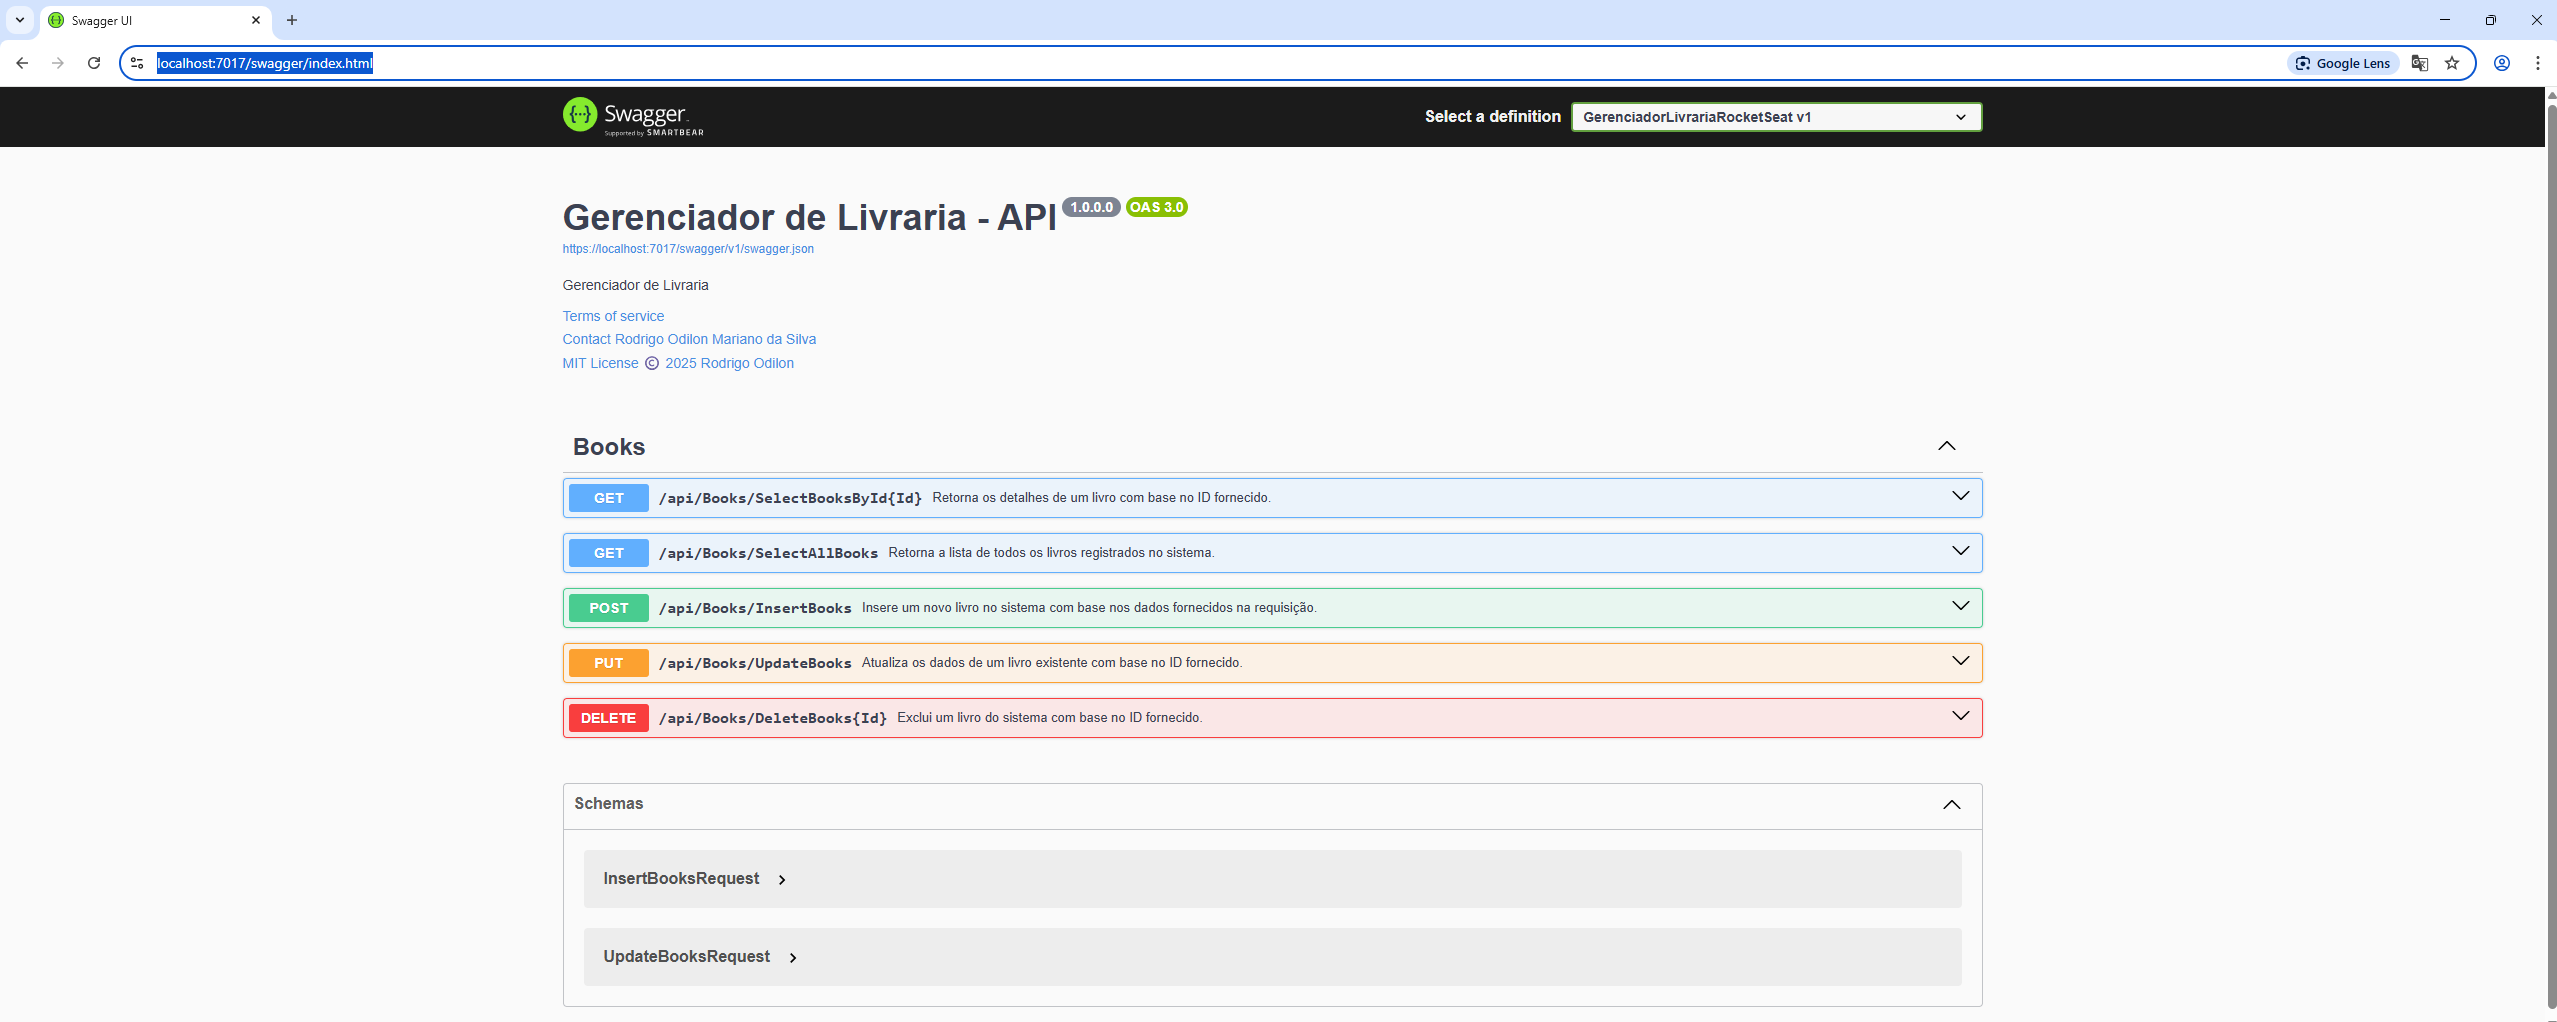 Swagger UI
localhost:7017/swagger/index.html
Google Lens
Swagger
Supported by SMARTBEAR
Select a definition
GerenciadorLivrariaRocketSeat v1
Gerenciador de Livraria - API 1.0.0.0 OAS 3.0
https://localhost:7017/swagger/v1/swagger.json
Gerenciador de Livraria
Terms of service
Contact Rodrigo Odilon Mariano da Silva
MIT License © 2025 Rodrigo Odilon
Books
GET /api/Books/SelectBooksById{Id} Retorna os detalhes de um livro com base no ID fornecido.
GET /api/Books/SelectAllBooks Retorna a lista de todos os livros registrados no sistema.
POST /api/Books/InsertBooks Insere um novo livro no sistema com base nos dados fornecidos na requisição.
PUT /api/Books/UpdateBooks Atualiza os dados de um livro existente com base no ID fornecido.
DELETE /api/Books/DeleteBooks{Id} Exclui um livro do sistema com base no ID fornecido.
Schemas
InsertBooksRequest
UpdateBooksRequest